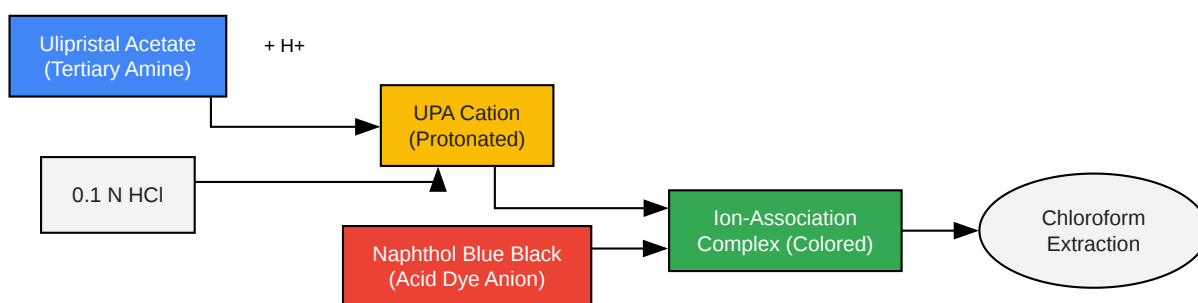 Ulipristal Acetate
(Tertiary Amine)
+ H+
UPA Cation
(Protonated)
0.1 N HCl
Naphthol Blue Black
(Acid Dye Anion)
Ion-Association
Complex (Colored)
Chloroform
Extraction